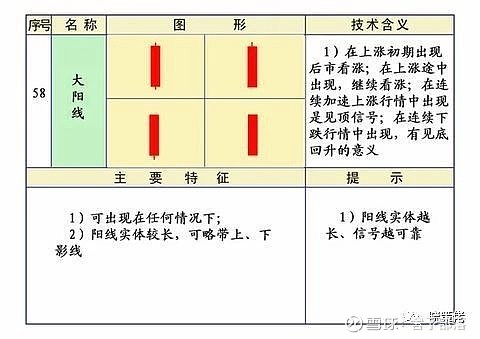 序号 名称 图形 技术含义
58
大阳线
1）在上涨初期出现
后市看涨；在上涨途中
出现，继续看涨；在连
续加速上涨行情中出现
是见顶信号；在连续下
跌行情中出现，有见底
回升的意义
主要特征 提示
1）可出现在任何情况下；
2）阳线实体较长，可略带上、下
影线
1）阳线实体越
长、信号越可靠
雪球